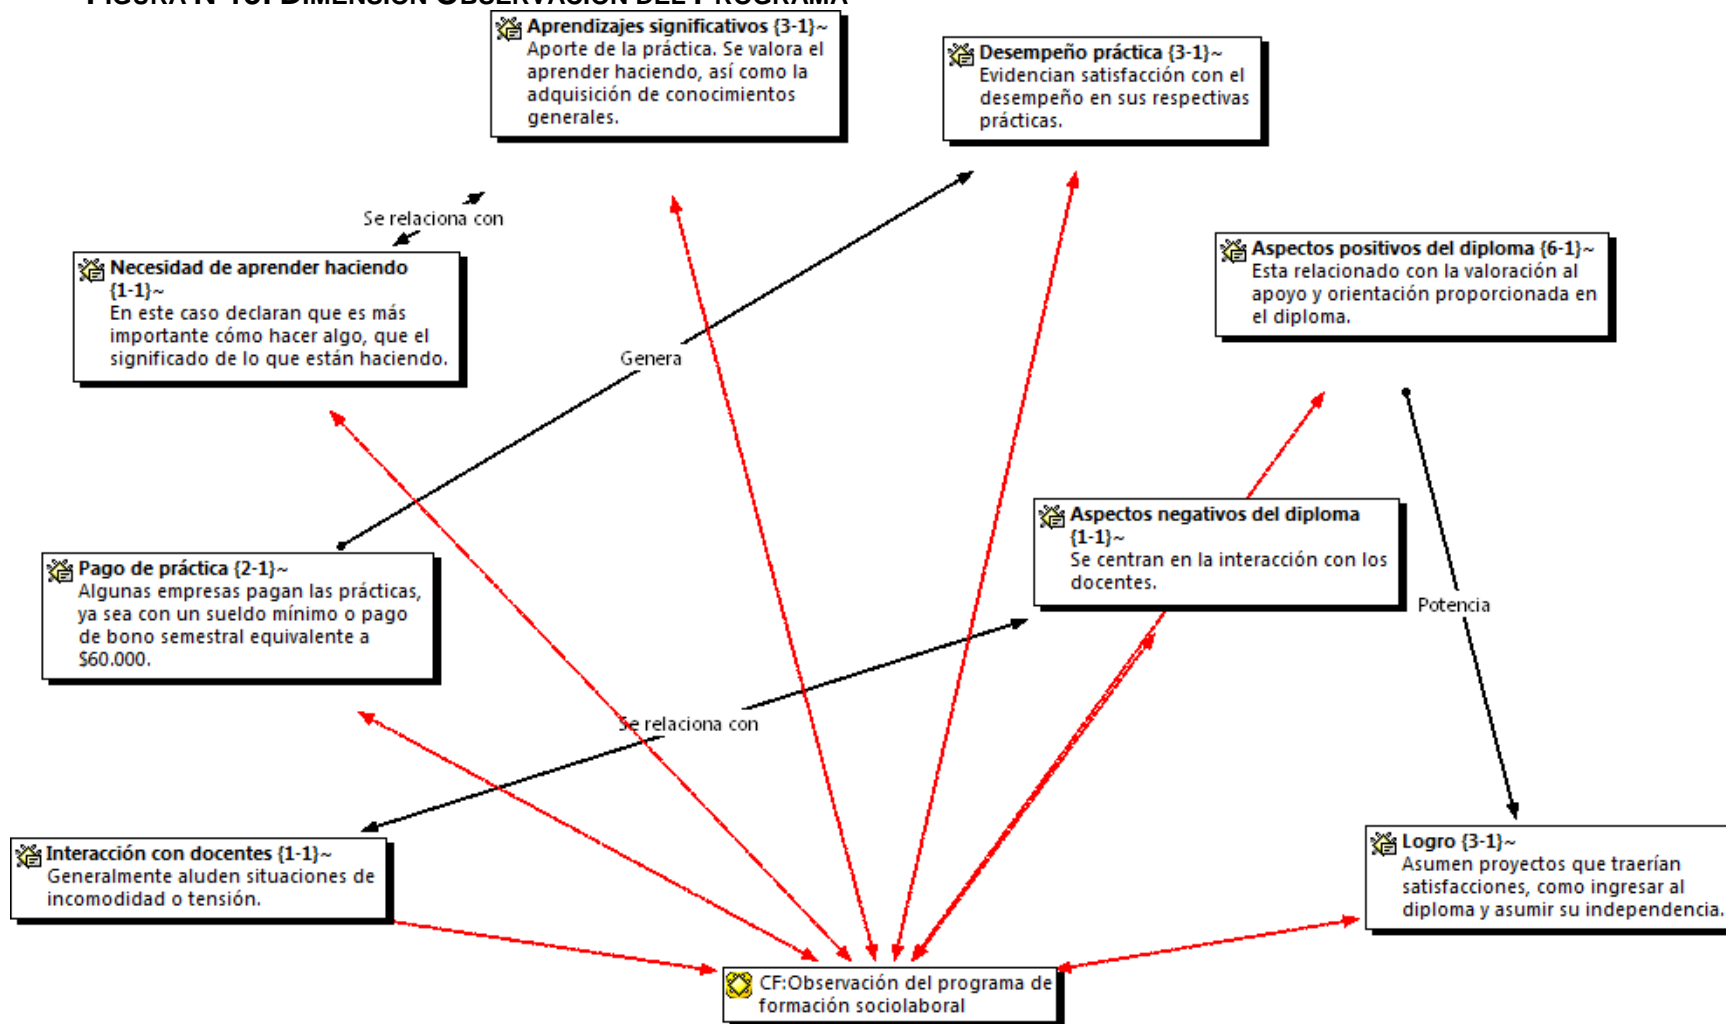 FIGURA N°15: DIMENSIÓN OBSERVACIÓN DEL PROGRAMA
Aprendizajes significativos {3-1}~
Aporte de la práctica. Se valora el
aprender haciendo, así como la
adquisición de conocimientos
generales.
Desempeño práctica {3-1}~
Evidencian satisfacción con el
desempeño en sus respectivas
prácticas.
Se relaciona con
Necesidad de aprender haciendo
{1-1}~
En este caso declaran que es más
importante cómo hacer algo, que el
significado de lo que están haciendo.
Aspectos positivos del diploma {6-1}~
Esta relacionado con la valoración al
apoyo y orientación proporcionada en
el diploma.
Genera
Aspectos negativos del diploma
{1-1}~
Se centran en la interacción con los
docentes.
Pago de práctica {2-1}~
Algunas empresas pagan las prácticas,
ya sea con un sueldo mínimo o pago
de bono semestral equivalente a
$60.000.
Potencia
Se relaciona con
Interacción con docentes {1-1}~
Generalmente aluden situaciones de
incomodidad o tensión.
Logro {3-1}~
Asumen proyectos que traerían
satisfacciones, como ingresar al
diploma y asumir su independencia.
CF:Observación del programa de
formación sociolaboral